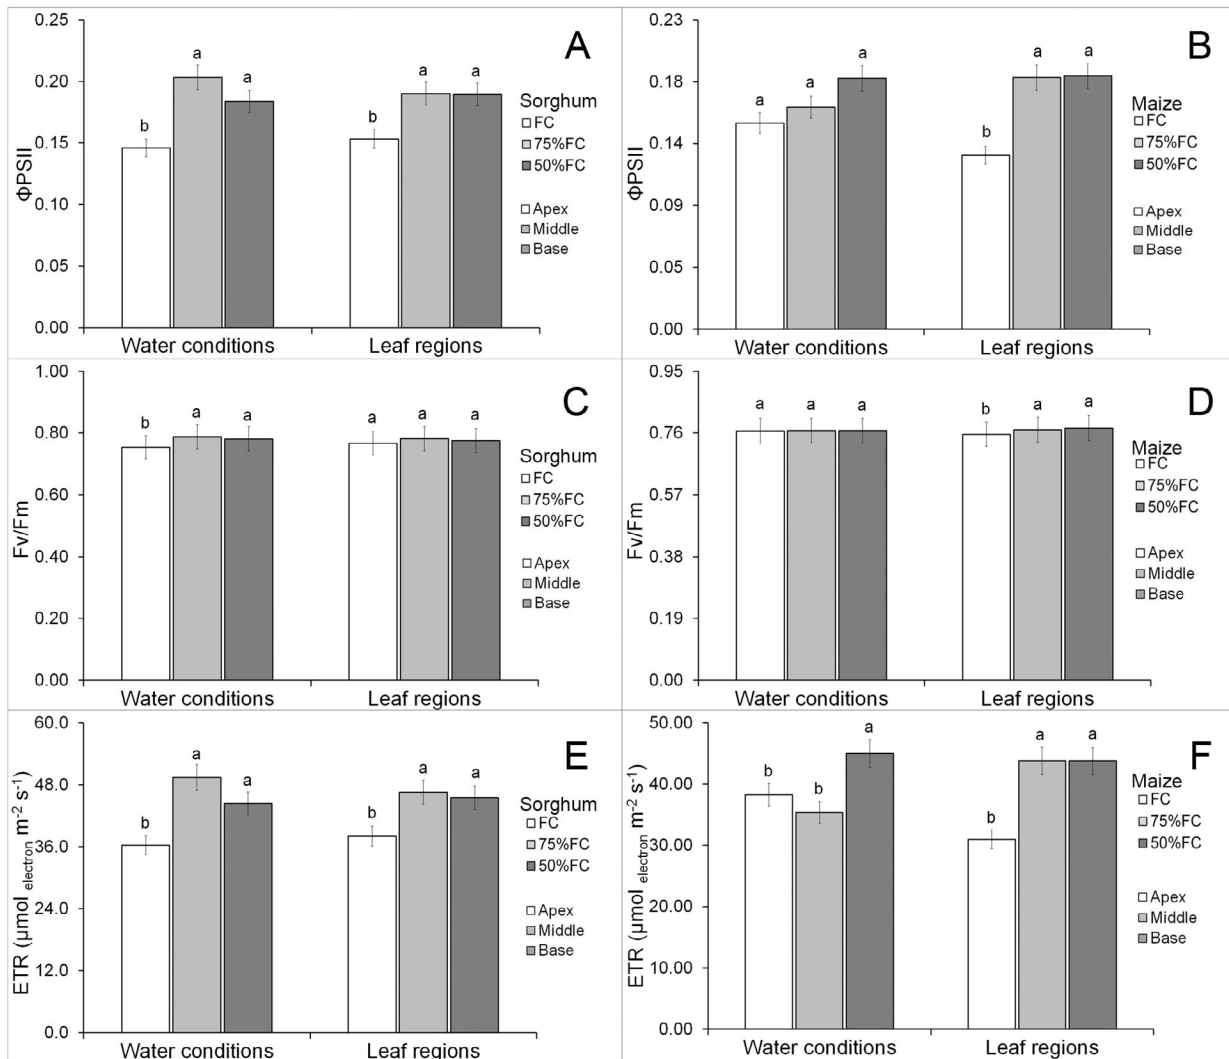 A
ΦPSII
0.25
0.20
0.15
0.10
0.05
0.00
b
a
a
b
a
a
Sorghum
FC
75%FC
50%FC
Apex
Middle
Base
Water conditions
Leaf regions
B
ΦPSII
0.23
0.18
0.14
0.09
0.05
0.00
a
a
a
b
a
a
Maize
FC
75%FC
50%FC
Apex
Middle
Base
Water conditions
Leaf regions
C
Fv/Fm
1.00
0.80
0.60
0.40
0.20
0.00
b
a
a
a
a
a
Sorghum
FC
75%FC
50%FC
Apex
Middle
Base
Water conditions
Leaf regions
D
Fv/Fm
0.95
0.76
0.57
0.38
0.19
0.00
a
a
a
b
a
a
Maize
FC
75%FC
50%FC
Apex
Middle
Base
Water conditions
Leaf regions
E
ETR (µmol electron m⁻² s⁻¹)
60.0
48.0
36.0
24.0
12.0
0.0
b
a
a
b
a
a
Sorghum
FC
75%FC
50%FC
Apex
Middle
Base
Water conditions
Leaf regions
F
ETR (µmol electron m⁻² s⁻¹)
50.00
40.00
30.00
20.00
10.00
00.00
b
b
a
b
a
a
Maize
FC
75%FC
50%FC
Apex
Middle
Base
Water conditions
Leaf regions